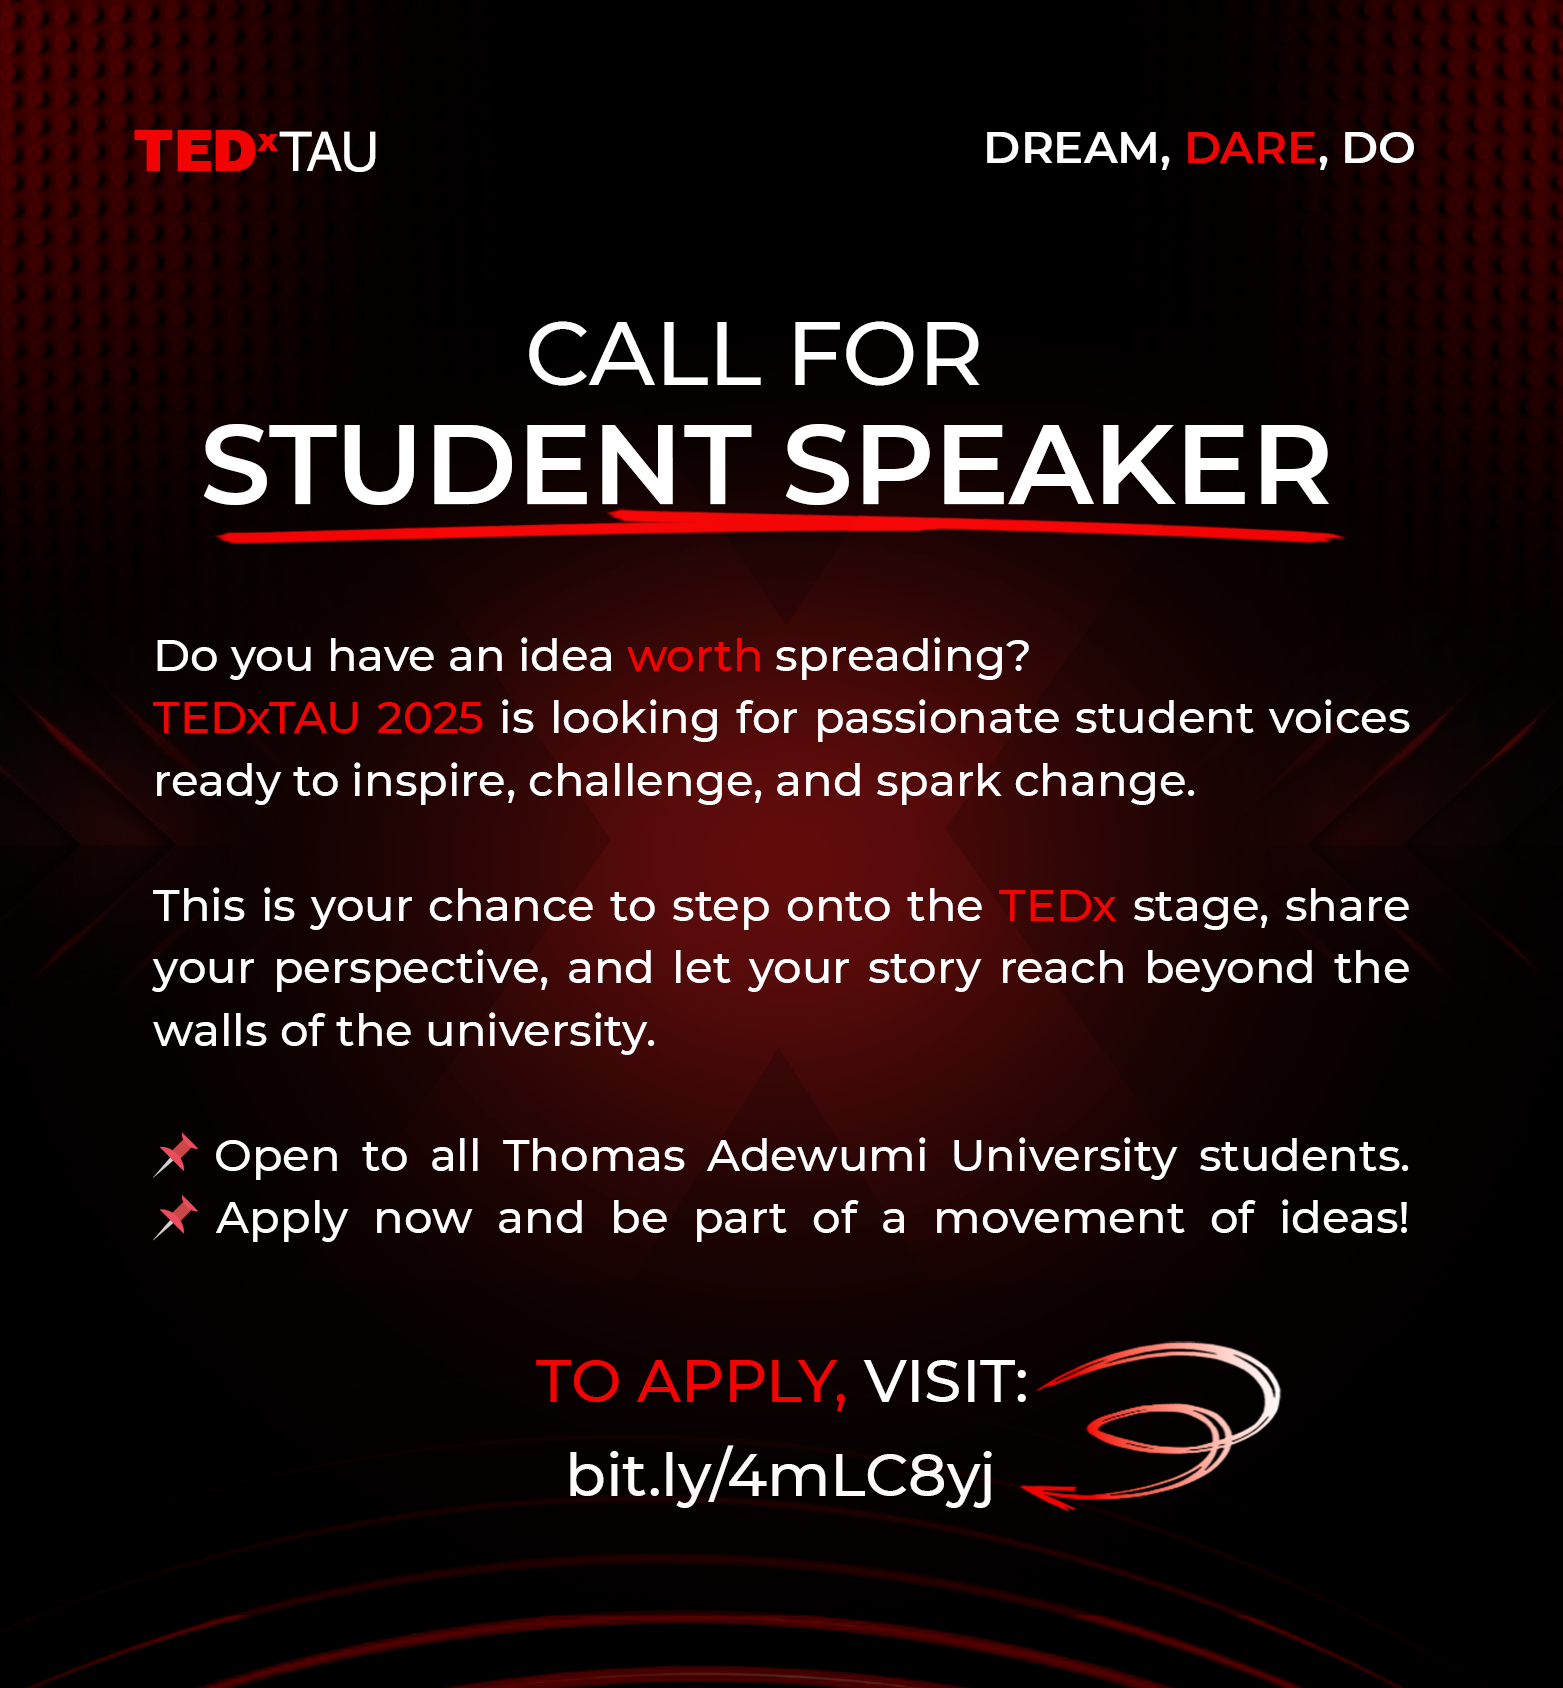 TEDxTAU
DREAM, DARE, DO
CALL FOR
STUDENT SPEAKER
Do you have an idea worth spreading?
TEDxTAU 2025 is looking for passionate student voices
ready to inspire, challenge, and spark change.
This is your chance to step onto the TEDx stage, share
your perspective, and let your story reach beyond the
walls of the university.
📌 Open to all Thomas Adewumi University students.
📌 Apply now and be part of a movement of ideas!
TO APPLY, VISIT:
bit.ly/4mLC8yj